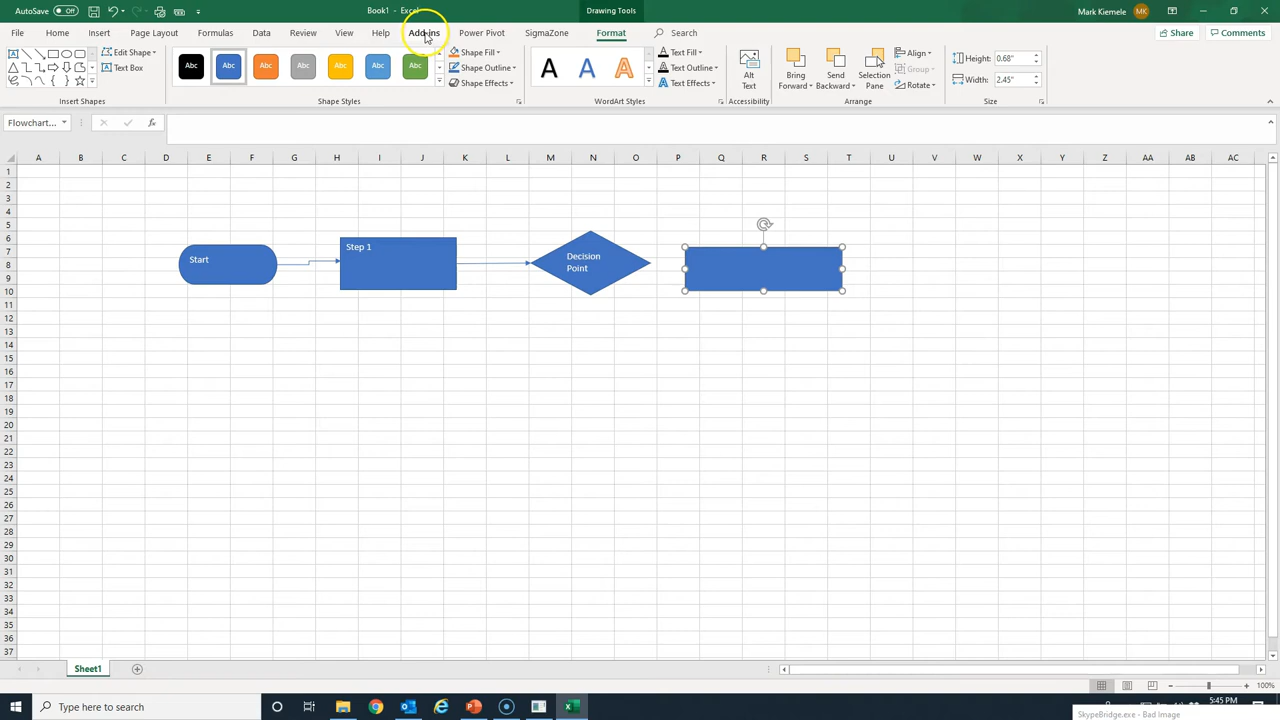 AutoSave Off Book1 - Excel Drawing Tools Mark Kiemele MK
File Home Insert Page Layout Formulas Data Review View Help Add-ins Power Pivot SigmaZone Format Search Share Comments
Edit Shape
Text Box
Insert Shapes
Abc Abc Abc Abc Abc Abc Abc
Shape Styles
Shape Fill
Shape Outline
Shape Effects
A A A
WordArt Styles
Text Fill
Text Outline
Text Effects
Alt
Text
Accessibility
Bring
Forward
Send
Backward
Selection
Pane
Align
Group
Rotate
Arrange
Height: 0.68"
Width: 2.45"
Size
Flowchart...
fx
A B C D E F G H I J K L M N O P Q R S T U V W X Y Z AA AB AC
1
2
3
4
5
6
7
8
9
10
11
12
13
14
15
16
17
18
19
20
21
22
23
24
25
26
27
28
29
30
31
32
33
34
35
36
37
Start
Step 1
Decision
Point
Sheet1
100%
Type here to search
5:45 PM
SkypeBridge.exe - Bad Image